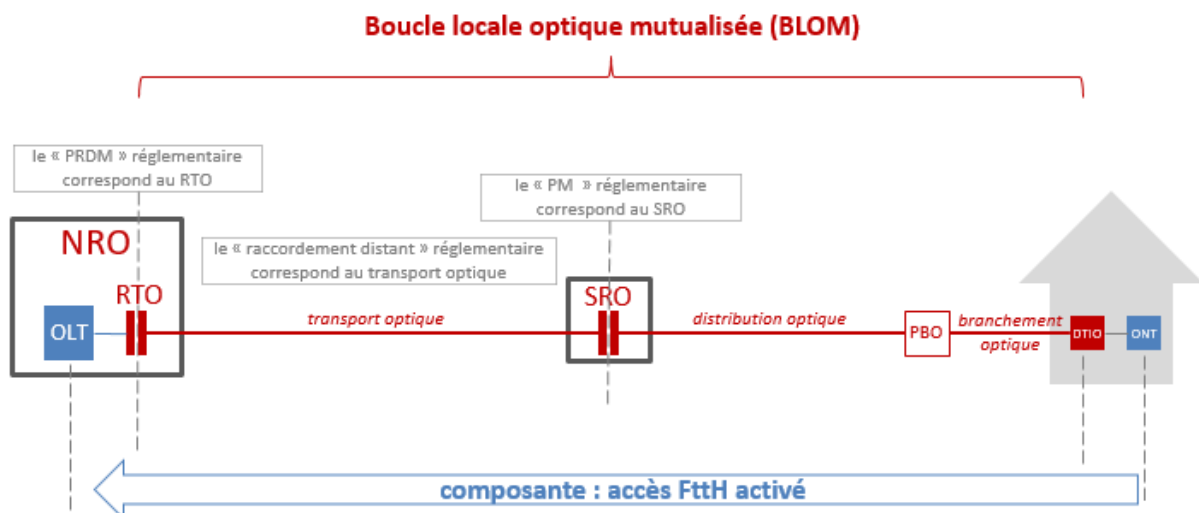 Boucle locale optique mutualisée (BLOM)
le « PRDM » réglementaire
correspond au RTO
le « PM » réglementaire
correspond au SRO
NRO
le « raccordement distant » réglementaire
correspond au transport optique
RTO
SRO
OLT
transport optique
distribution optique
PBO
branchement
optique
DTIO
ONT
composante : accès FttH activé